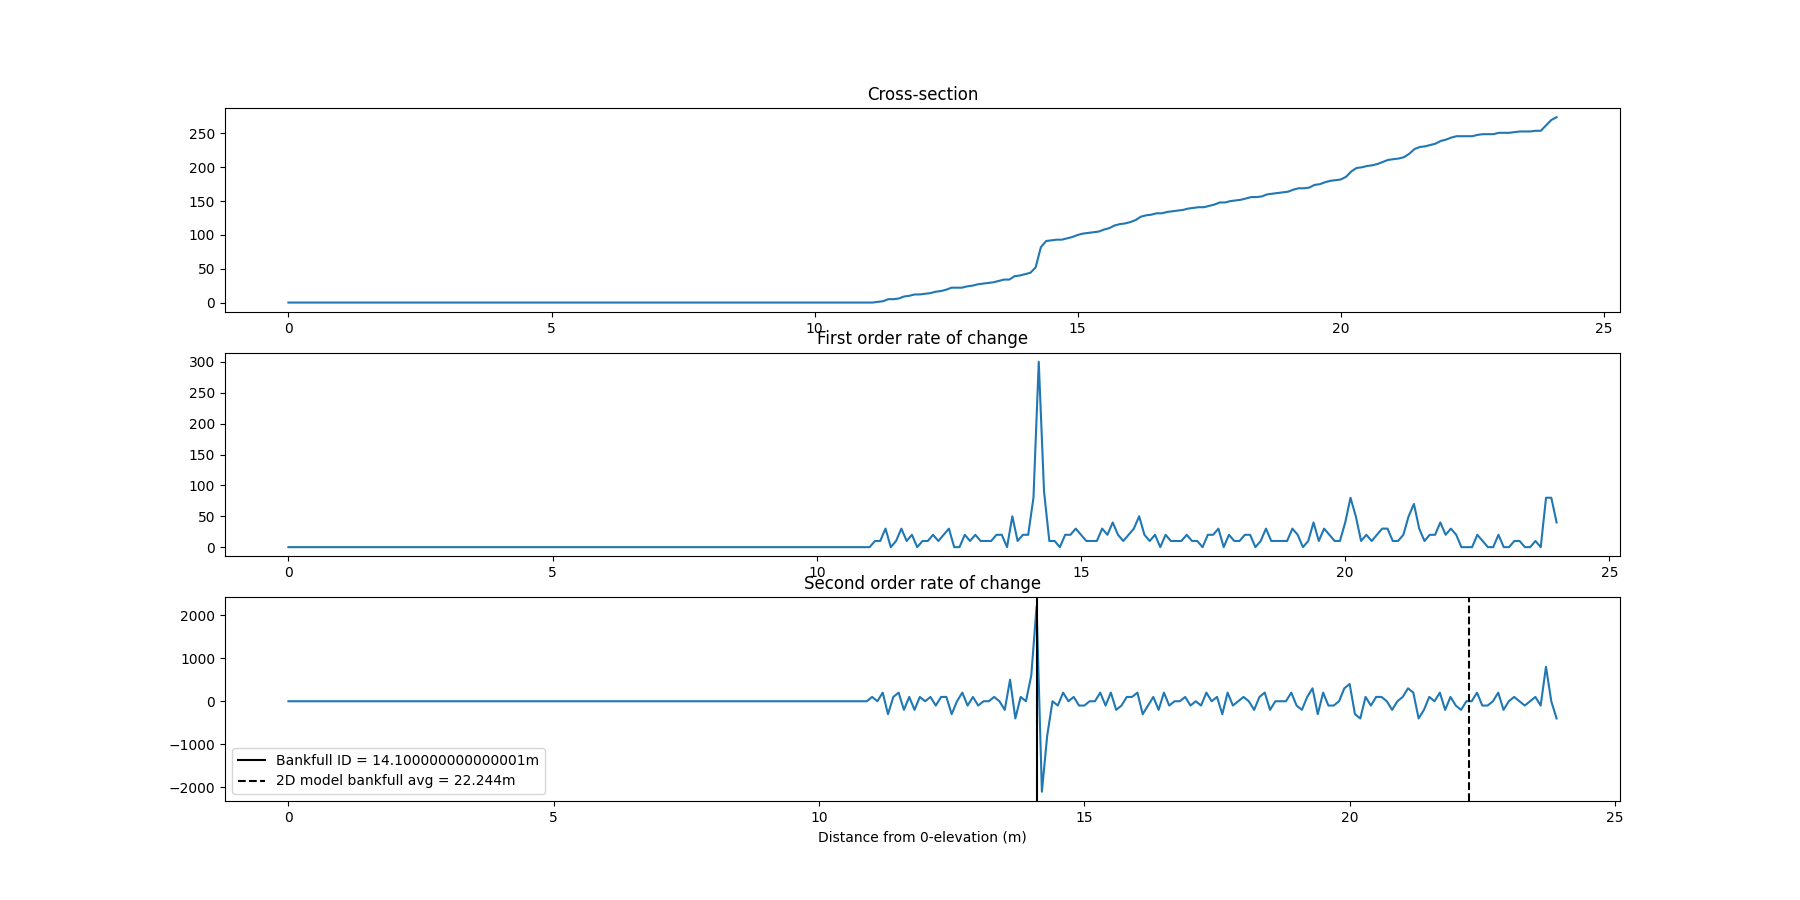 Cross-section
250
200
150
100
50
0
0 5 10 15 20 25
First order rate of change
300
250
200
150
100
50
0
0 5 10 15 20 25
Second order rate of change
2000
1000
0
−1000
−2000
Bankfull ID = 14.100000000000001m
2D model bankfull avg = 22.244m
0 5 10 15 20 25
Distance from 0-elevation (m)